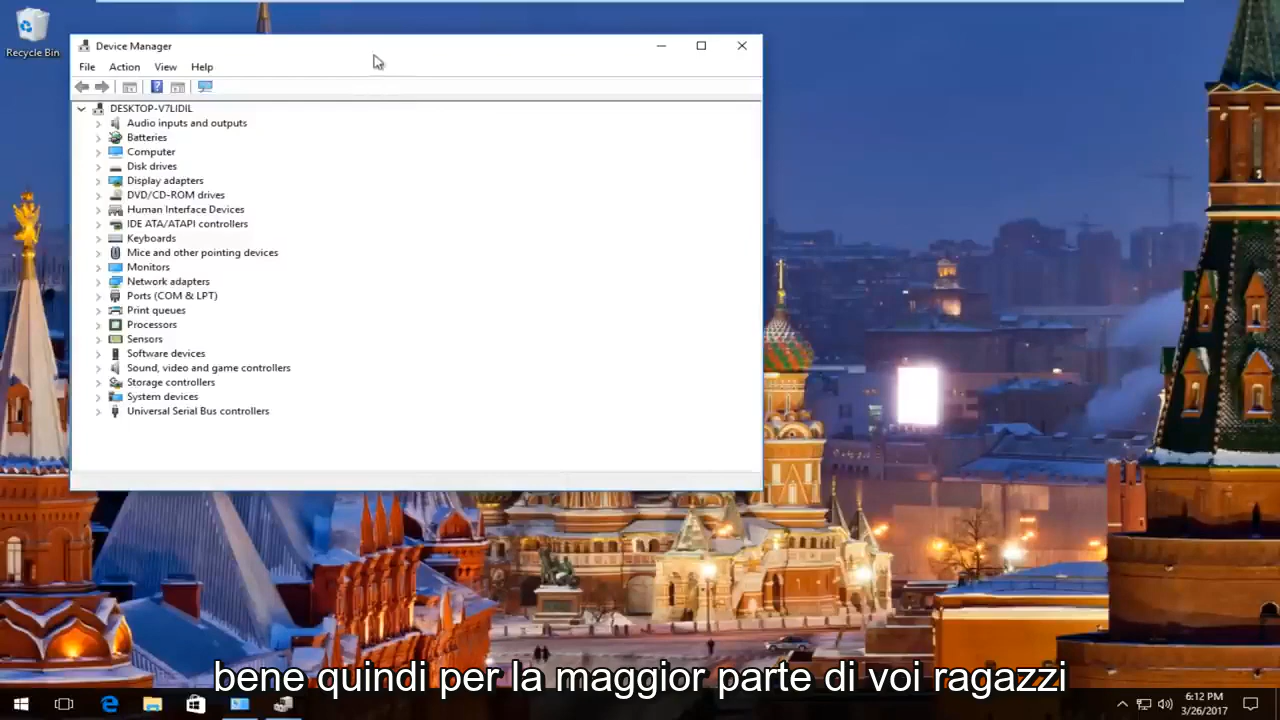 Recycle Bin
Device Manager
File Action View Help
DESKTOP-V7LIDIL
Audio inputs and outputs
Batteries
Computer
Disk drives
Display adapters
DVD/CD-ROM drives
Human Interface Devices
IDE ATA/ATAPI controllers
Keyboards
Mice and other pointing devices
Monitors
Network adapters
Ports (COM & LPT)
Print queues
Processors
Sensors
Software devices
Sound, video and game controllers
Storage controllers
System devices
Universal Serial Bus controllers
bene quindi per la maggior parte di voi ragazzi
6:12 PM
3/26/2017